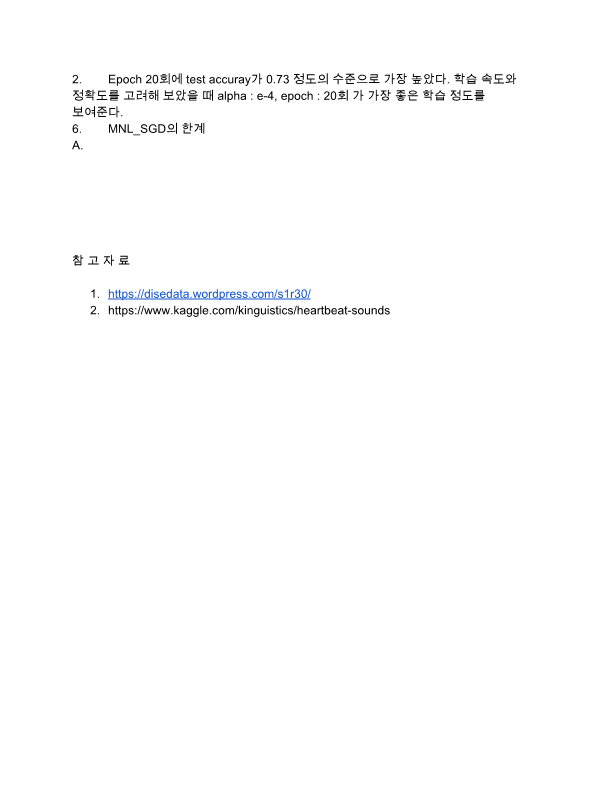 2. Epoch 20회에 test accuray가 0.73 정도의 수준으로 가장 높았다. 학습 속도와
정확도를 고려해 보았을 때 alpha : e-4, epoch : 20회 가 가장 좋은 학습 정도를
보여준다.
6. MNL_SGD의 한계
A.
참 고 자 료
1. https://disedata.wordpress.com/s1r30/
2. https://www.kaggle.com/kinguistics/heartbeat-sounds